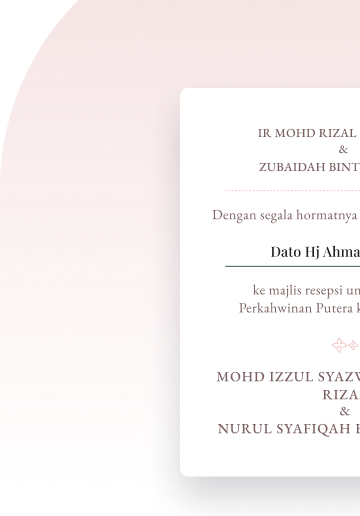 IR MOHD RIZAL
&
ZUBAIDAH BINT
Dengan segala hormatnya
Dato Hj Ahma
ke majlis resepsi un
Perkahwinan Putera k
MOHD IZZUL SYAZW
RIZA
&
NURUL SYAFIQAH